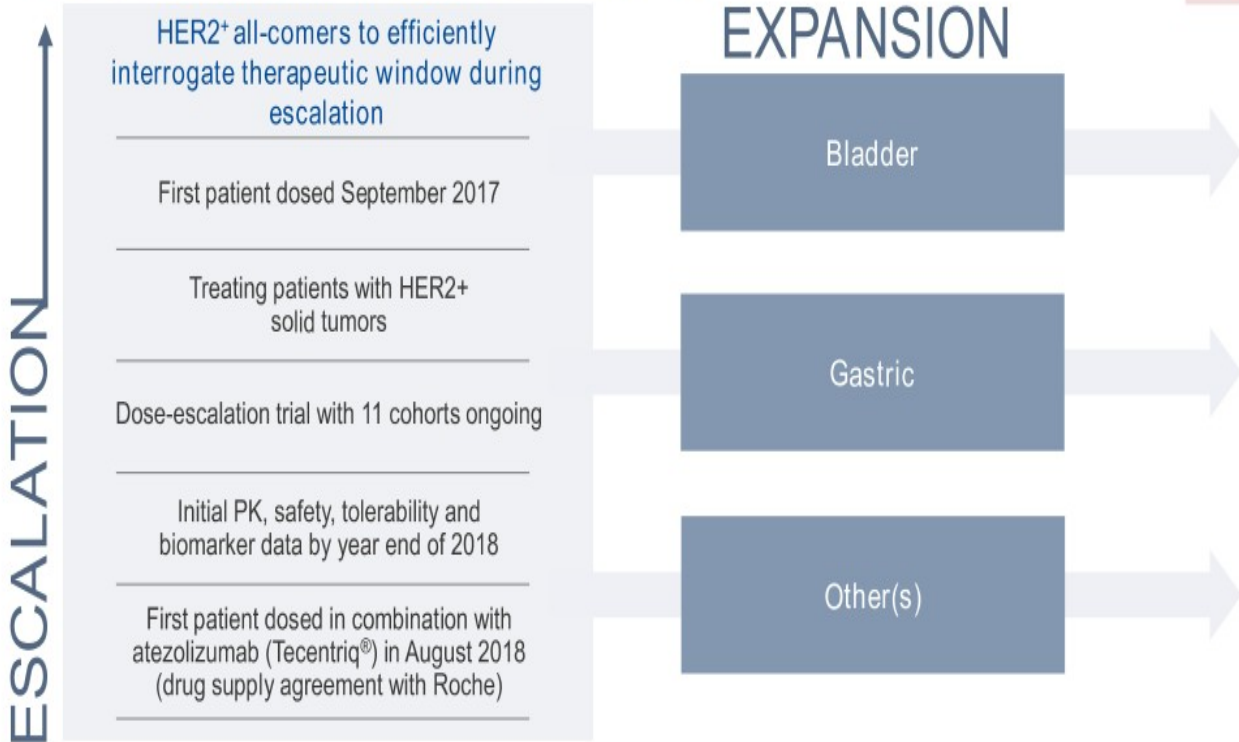 ESCALATION
HER2⁺ all-comers to efficiently
interrogate therapeutic window during
escalation
First patient dosed September 2017
Treating patients with HER2+
solid tumors
Dose-escalation trial with 11 cohorts ongoing
Initial PK, safety, tolerability and
biomarker data by year end of 2018
First patient dosed in combination with
atezolizumab (Tecentriq®) in August 2018
(drug supply agreement with Roche)
EXPANSION
Bladder
Gastric
Other(s)